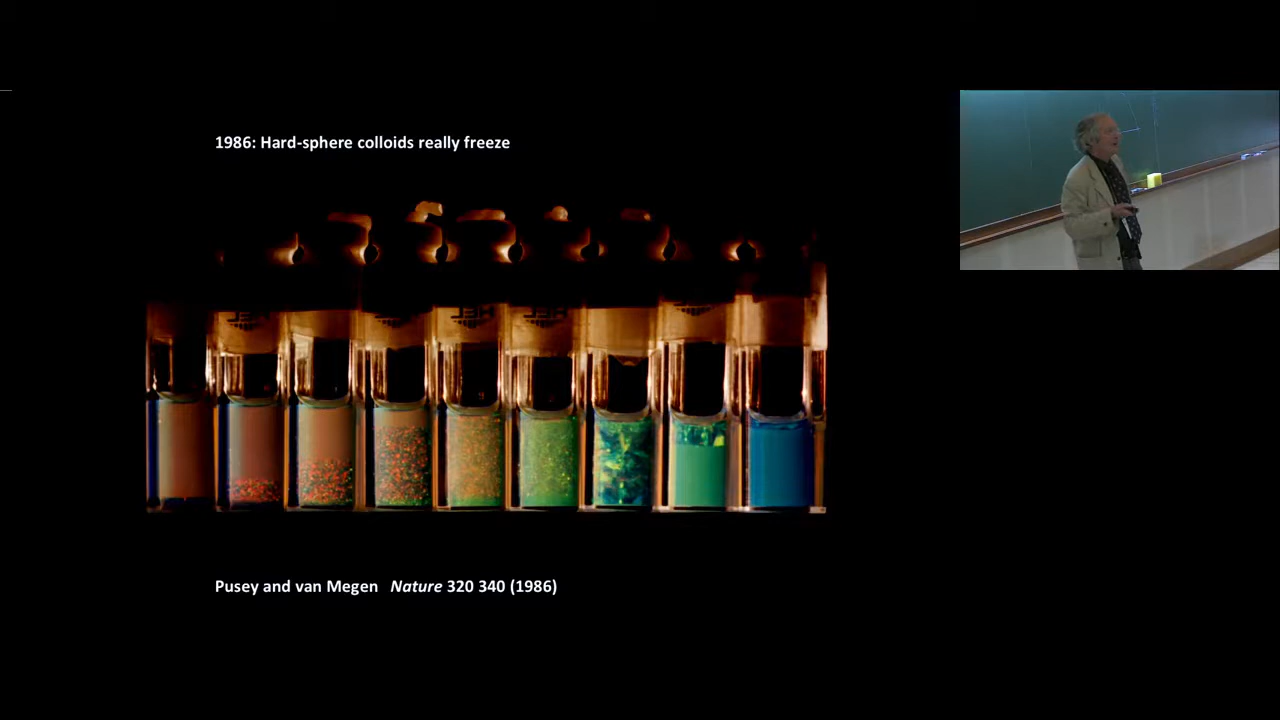 1986: Hard-sphere colloids really freeze
Pusey and van Megen Nature 320 340 (1986)